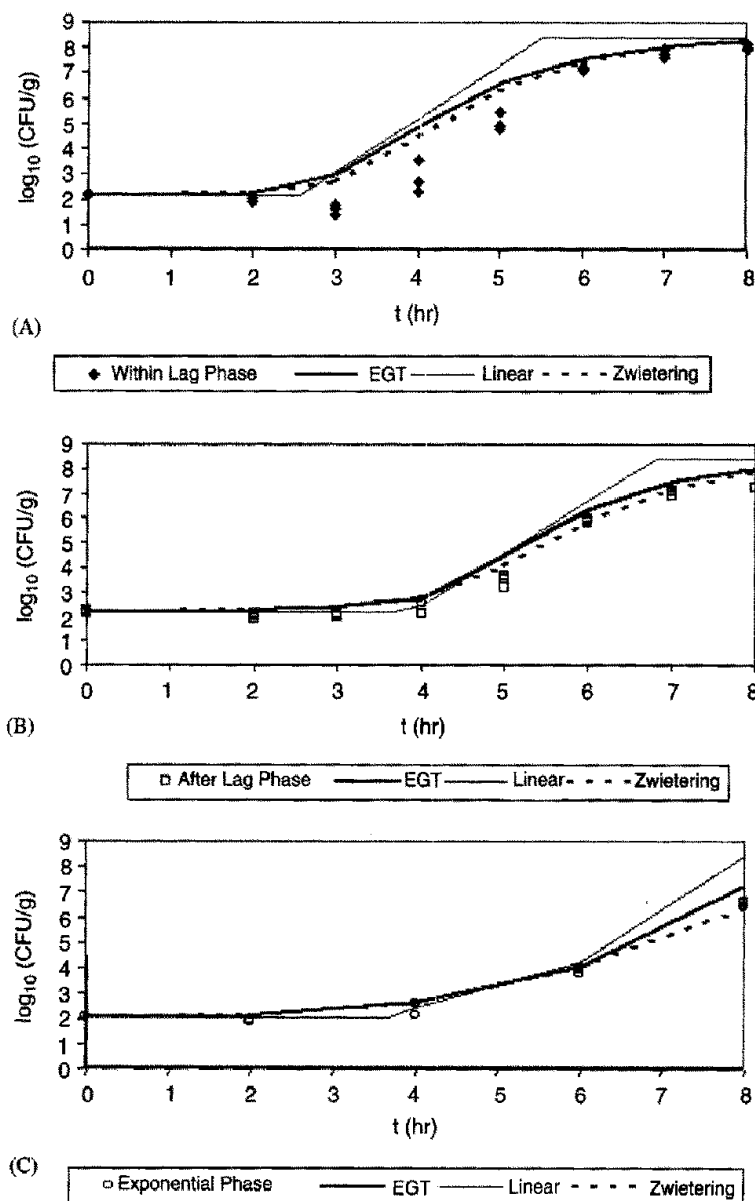 9
8
7
6
5
4
3
2
1
0
log₁₀ (CFU/g)
0 1 2 3 4 5 6 7 8
t (hr)
(A)
Within Lag Phase EGT Linear Zwietering
9
8
7
6
5
4
3
2
1
0
log₁₀ (CFU/g)
0 1 2 3 4 5 6 7 8
t (hr)
(B)
After Lag Phase EGT Linear Zwietering
9
8
7
6
5
4
3
2
1
0
log₁₀ (CFU/g)
0 1 2 3 4 5 6 7 8
t (hr)
(C)
Exponential Phase EGT Linear Zwietering